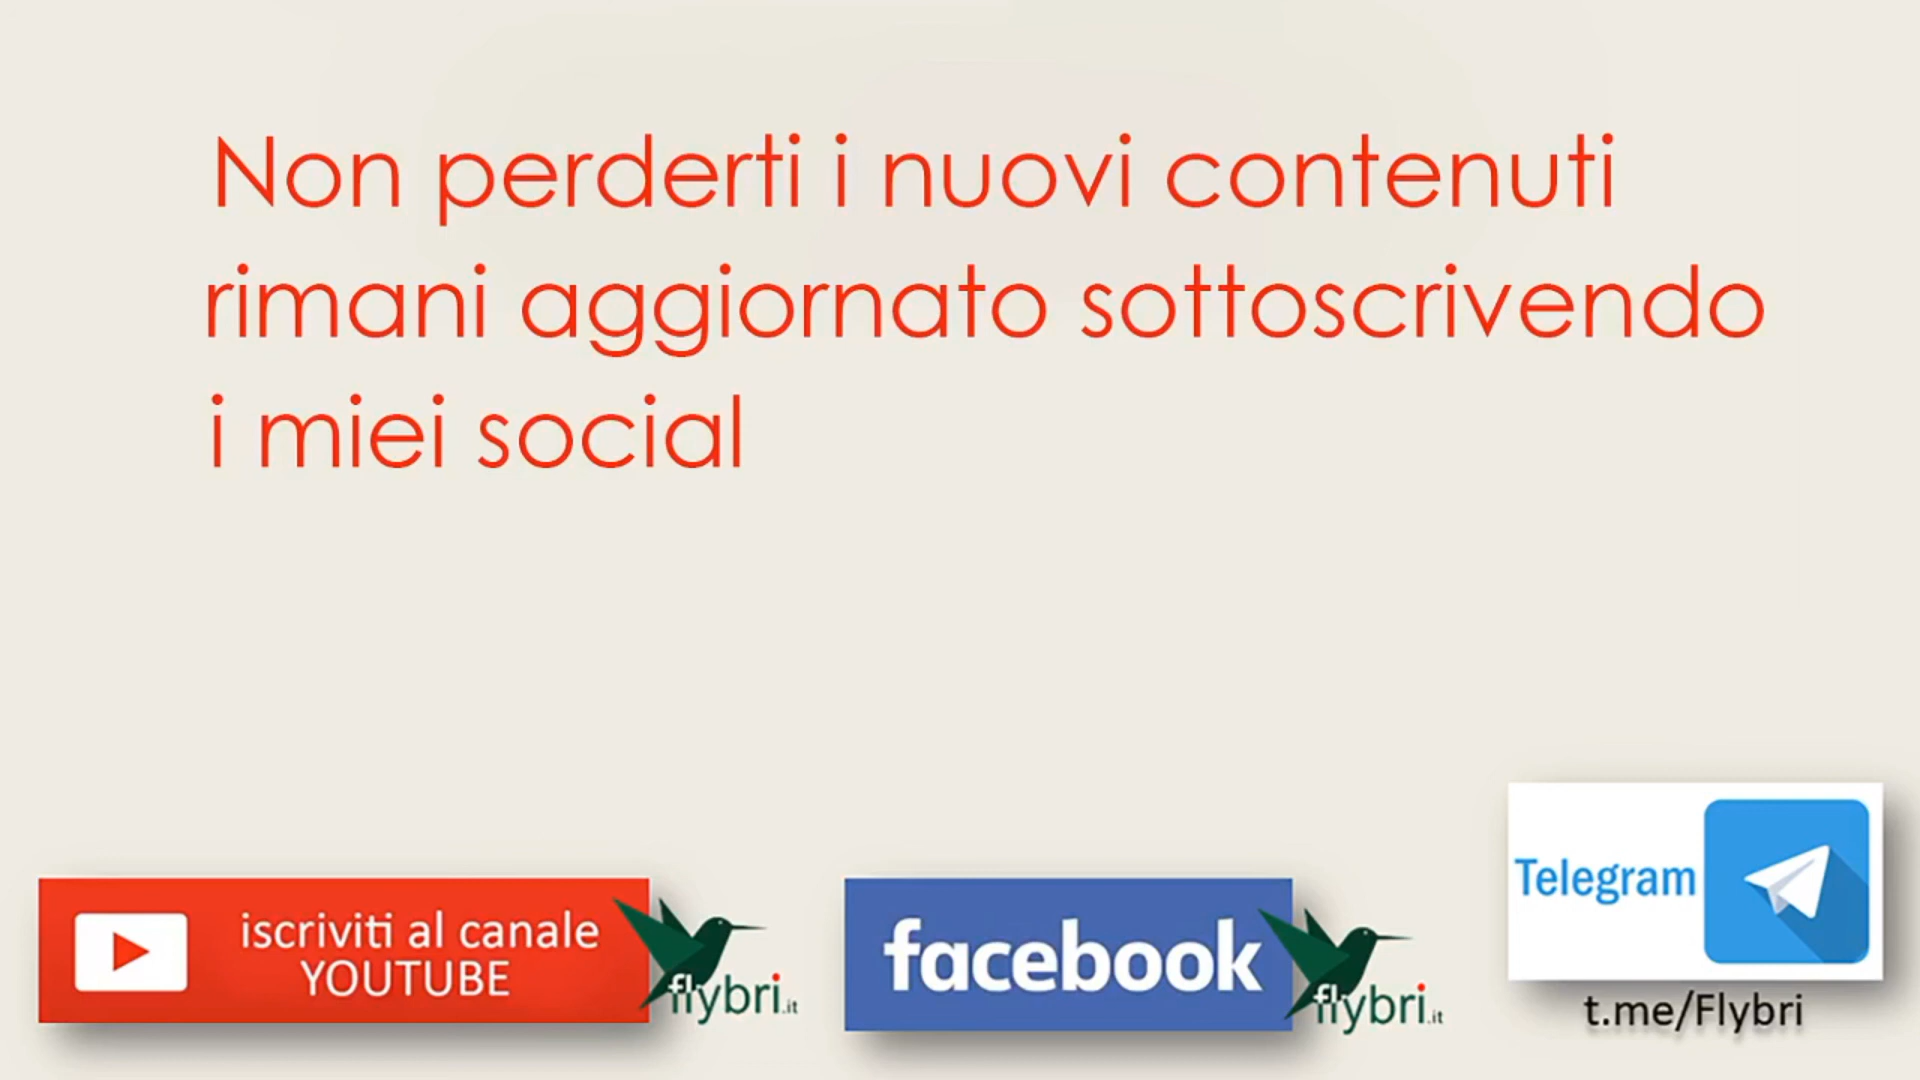 Non perderti i nuovi contenuti
rimani aggiornato sottoscrivendo
i miei social
iscriviti al canale
YOUTUBE
flybri.it
facebook
flybri.it
Telegram
t.me/Flybri